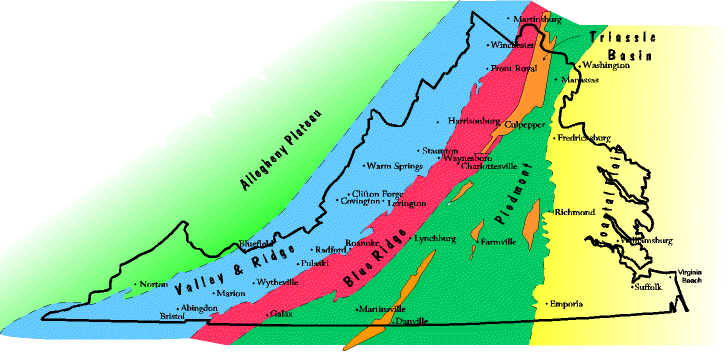 Martinsburg
Triassic
Basin
Winchester
Washington
Front Royal
Manassas
Allegheny Plateau
Harrisonburg
Culpepper
Fredricksburg
Staunton
Waynesboro
Charlottesville
Warm Springs
Coastal Plain
Piedmont
Clifton Forge
Covington
Lexington
Richmond
Bluefield
Roanoke
Lynchburg
Farmville
Williamsburg
Radford
Valley & Ridge
Blue Ridge
Pulaski
Virginia
Beach
Norton
Wytheville
Suffolk
Marion
Emporia
Abingdon
Martinsville
Bristol
Galax
Danville